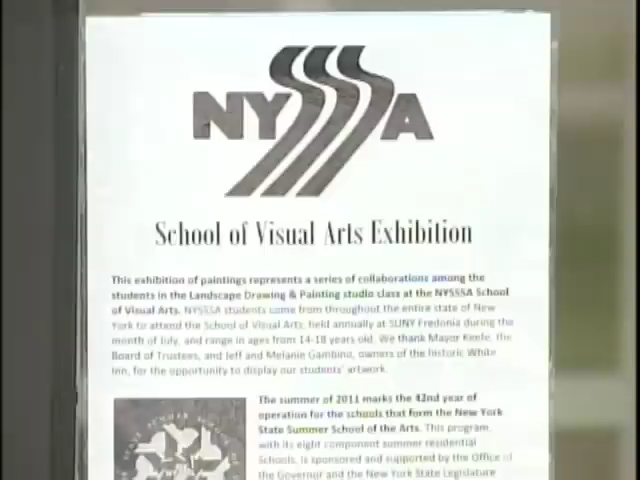 NYSSSA
School of Visual Arts Exhibition
This exhibition of paintings represents a series of collaborations among the
students in the Landscape Drawing & Painting studio class at the NYSSSA School
of Visual Arts. NYSSSA students come from throughout the entire state of New
York to attend the School of Visual Arts, held annually at SUNY Fredonia during the
month of July, and range in ages from 14-18 years old. We thank Mayor Keefe, the
Board of Trustees, and Jeff and Melanie Gambino, owners of the historic White
Inn, for the opportunity to display our students' artwork.
The summer of 2011 marks the 42nd year of
operation for the schools that form the New York
State Summer School of the Arts. This program,
with its eight component summer residential
Schools, is sponsored and supported by the Office of
the Governor and the New York State Legislature